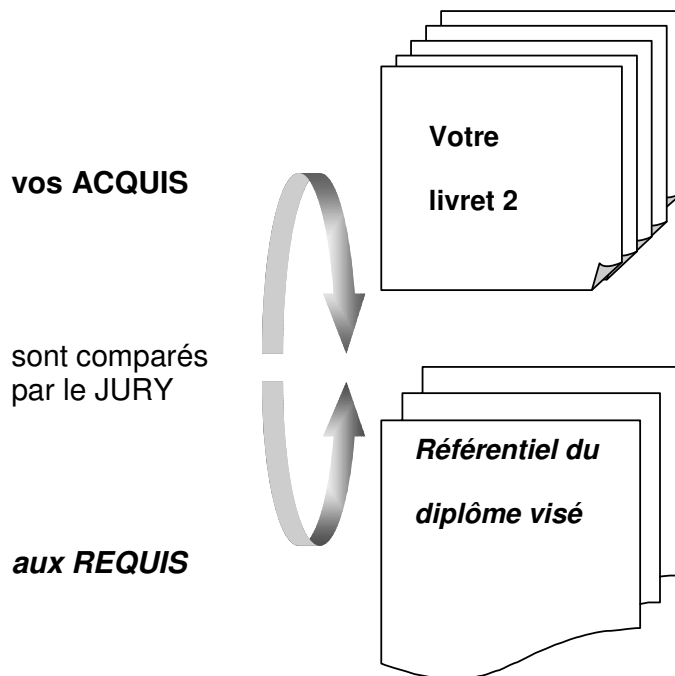 vos ACQUIS
Votre
livret 2
sont comparés
par le JURY
aux REQUIS
Référentiel du
diplôme visé